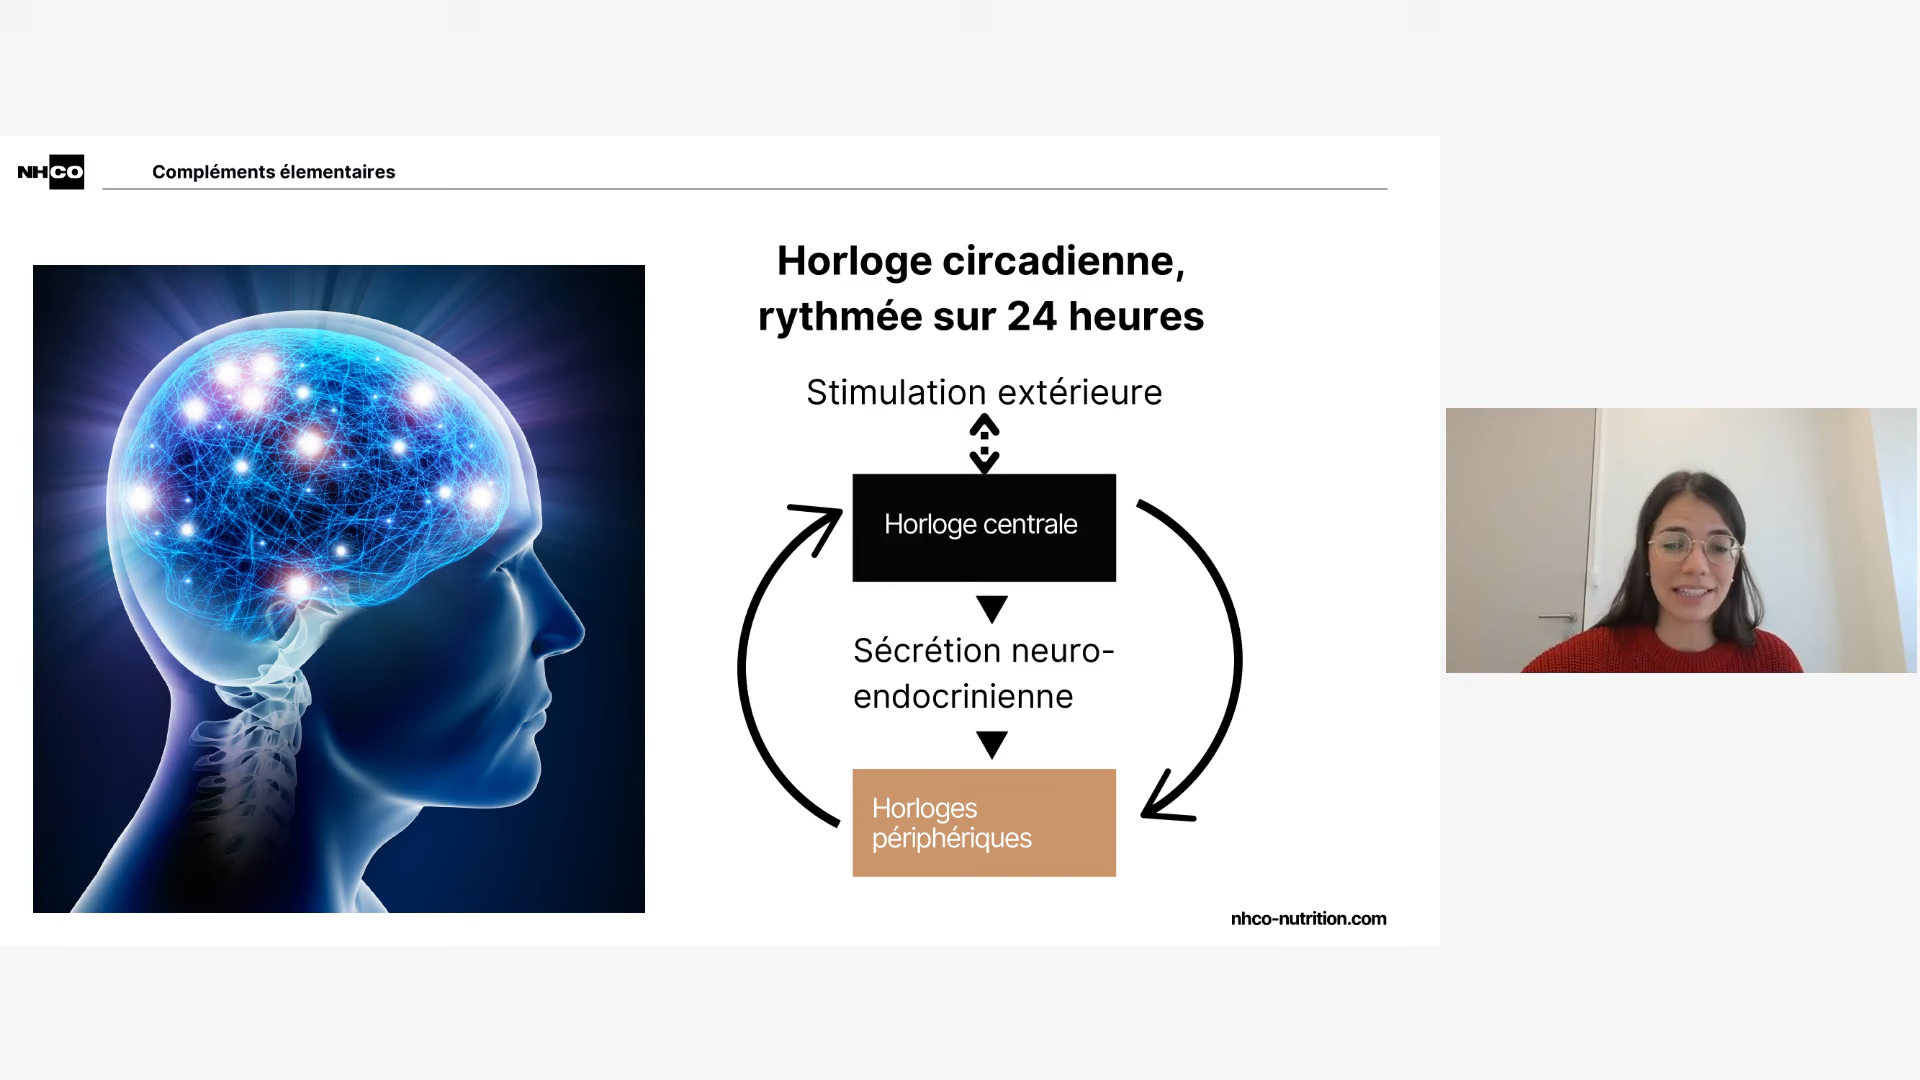 NHCO
Compléments élementaires
Horloge circadienne,
rythmée sur 24 heures
Stimulation extérieure
Horloge centrale
Sécrétion neuro-
endocrinienne
Horloges
périphériques
nhco-nutrition.com